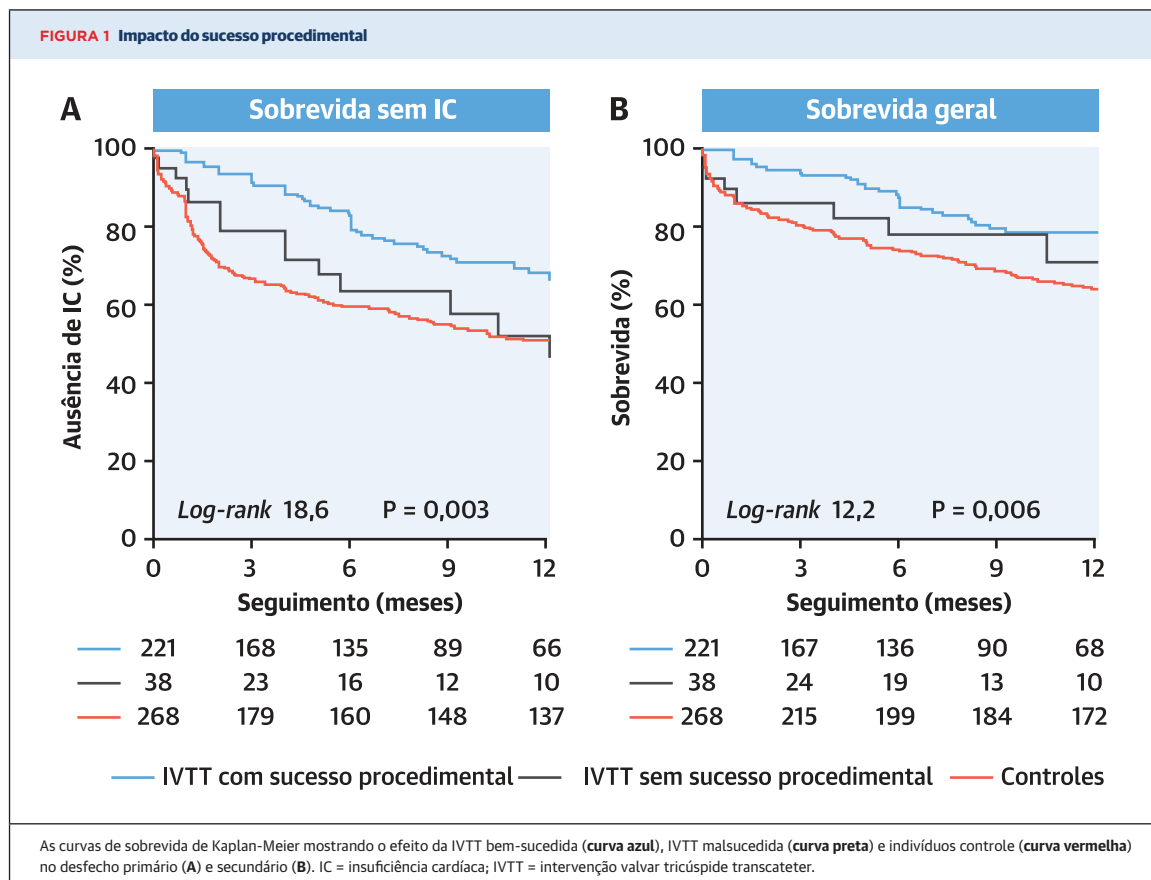 FIGURA 1 Impacto do sucesso procedimental
A
Sobrevida sem IC
Ausência de IC (%)
100
80
60
40
20
0
Log-rank 18,6 P = 0,003
0 3 6 9 12
Seguimento (meses)
221 168 135 89 66
38 23 16 12 10
268 179 160 148 137
B
Sobrevida geral
Sobrevida (%)
100
80
60
40
20
0
Log-rank 12,2 P = 0,006
0 3 6 9 12
Seguimento (meses)
221 167 136 90 68
38 24 19 13 10
268 215 199 184 172
IVTT com sucesso procedimental IVTT sem sucesso procedimental Controles
As curvas de sobrevida de Kaplan-Meier mostrando o efeito da IVTT bem-sucedida (curva azul), IVTT malsucedida (curva preta) e indivíduos controle (curva vermelha)
no desfecho primário (A) e secundário (B). IC = insuficiência cardíaca; IVTT = intervenção valvar tricúspide transcateter.